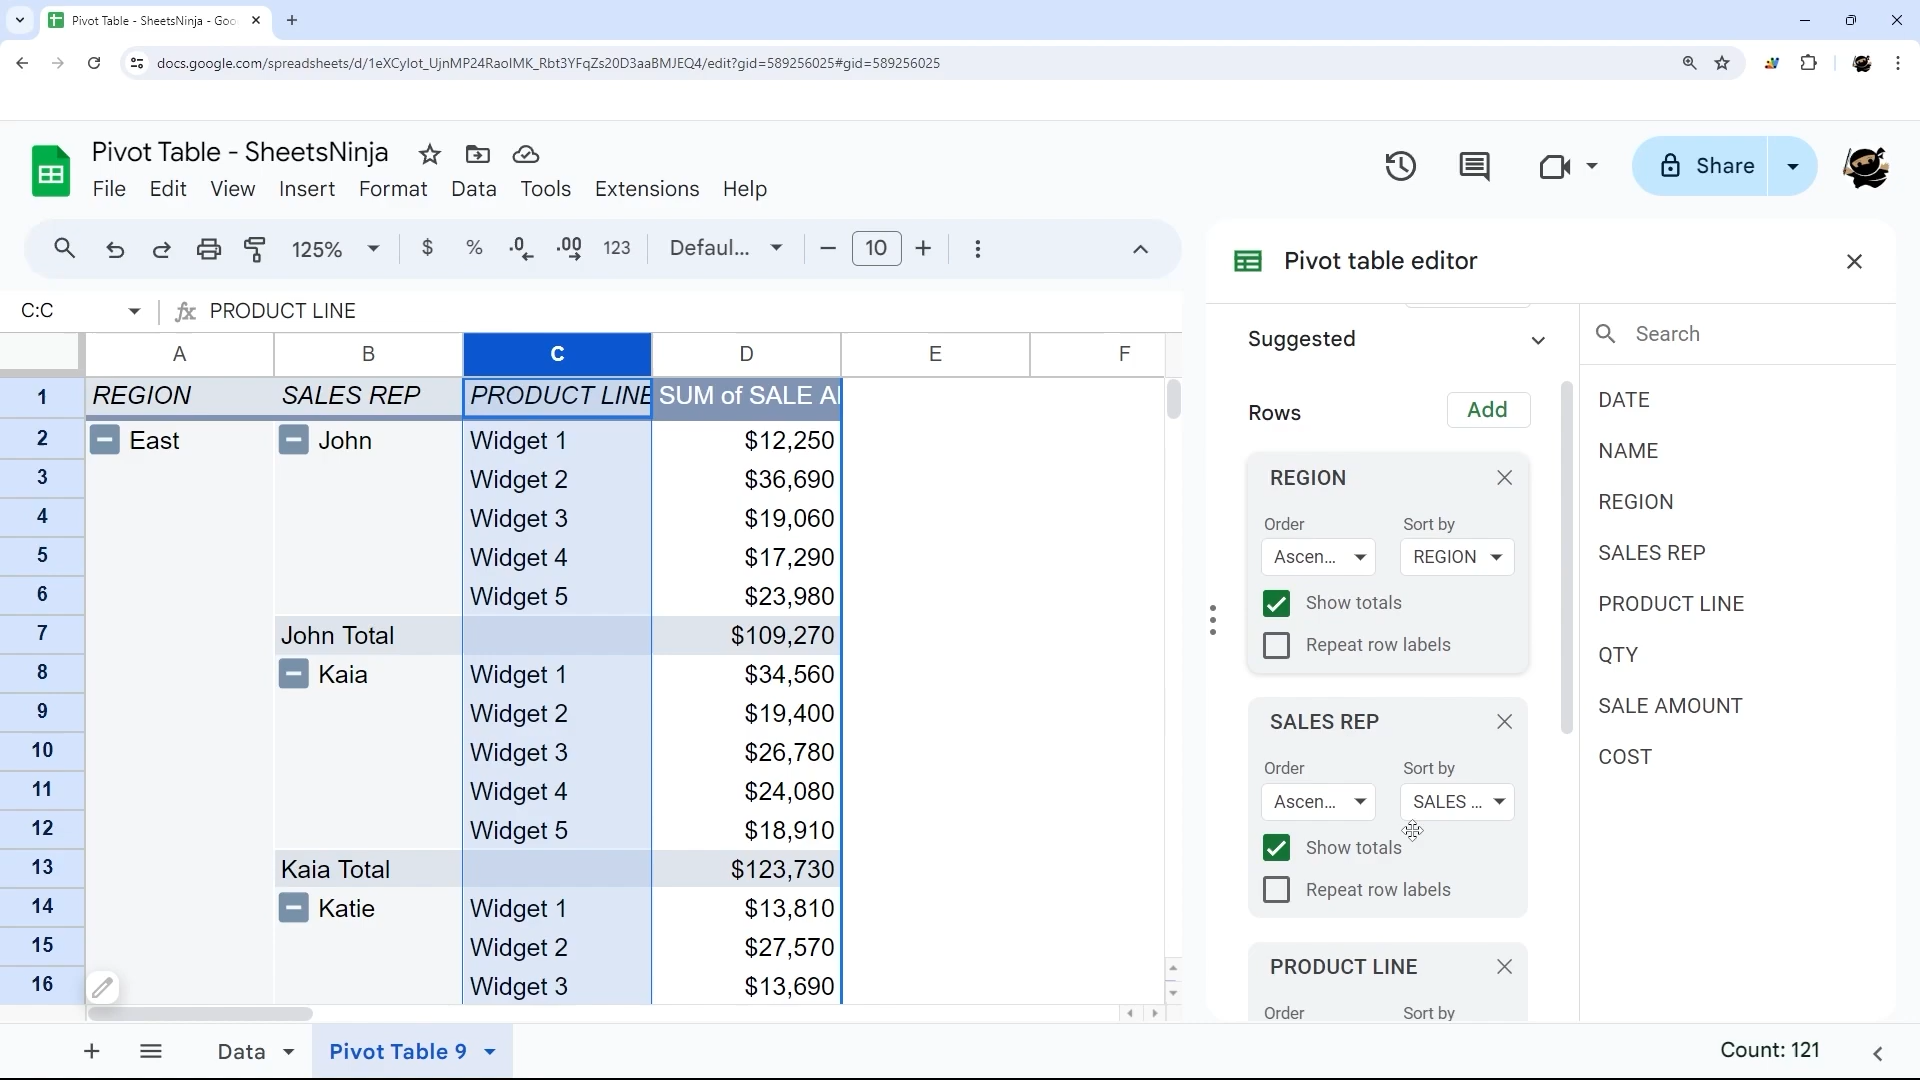 Pivot Table - SheetsNinja - Goo
docs.google.com/spreadsheets/d/1eXCylot_UjnMP24RaolMK_Rbt3YFqZs20D3aaBMJEQ4/edit?gid=589256025#gid=589256025
Pivot Table - SheetsNinja
File Edit View Insert Format Data Tools Extensions Help
Share
125% $ % .0 .00 123 Defaul... 10
C:C fx PRODUCT LINE
A B C D E F
1 REGION SALES REP PRODUCT LINE SUM of SALE A
2 East John Widget 1 $12,250
3 Widget 2 $36,690
4 Widget 3 $19,060
5 Widget 4 $17,290
6 Widget 5 $23,980
7 John Total $109,270
8 Kaia Widget 1 $34,560
9 Widget 2 $19,400
10 Widget 3 $26,780
11 Widget 4 $24,080
12 Widget 5 $18,910
13 Kaia Total $123,730
14 Katie Widget 1 $13,810
15 Widget 2 $27,570
16 Widget 3 $13,690
Pivot table editor
Suggested
Rows Add
REGION
Order Sort by
Ascen... REGION
Show totals
Repeat row labels
SALES REP
Order Sort by
Ascen... SALES ...
Show totals
Repeat row labels
PRODUCT LINE
Order Sort by
Search
DATE
NAME
REGION
SALES REP
PRODUCT LINE
QTY
SALE AMOUNT
COST
Data Pivot Table 9 Count: 121